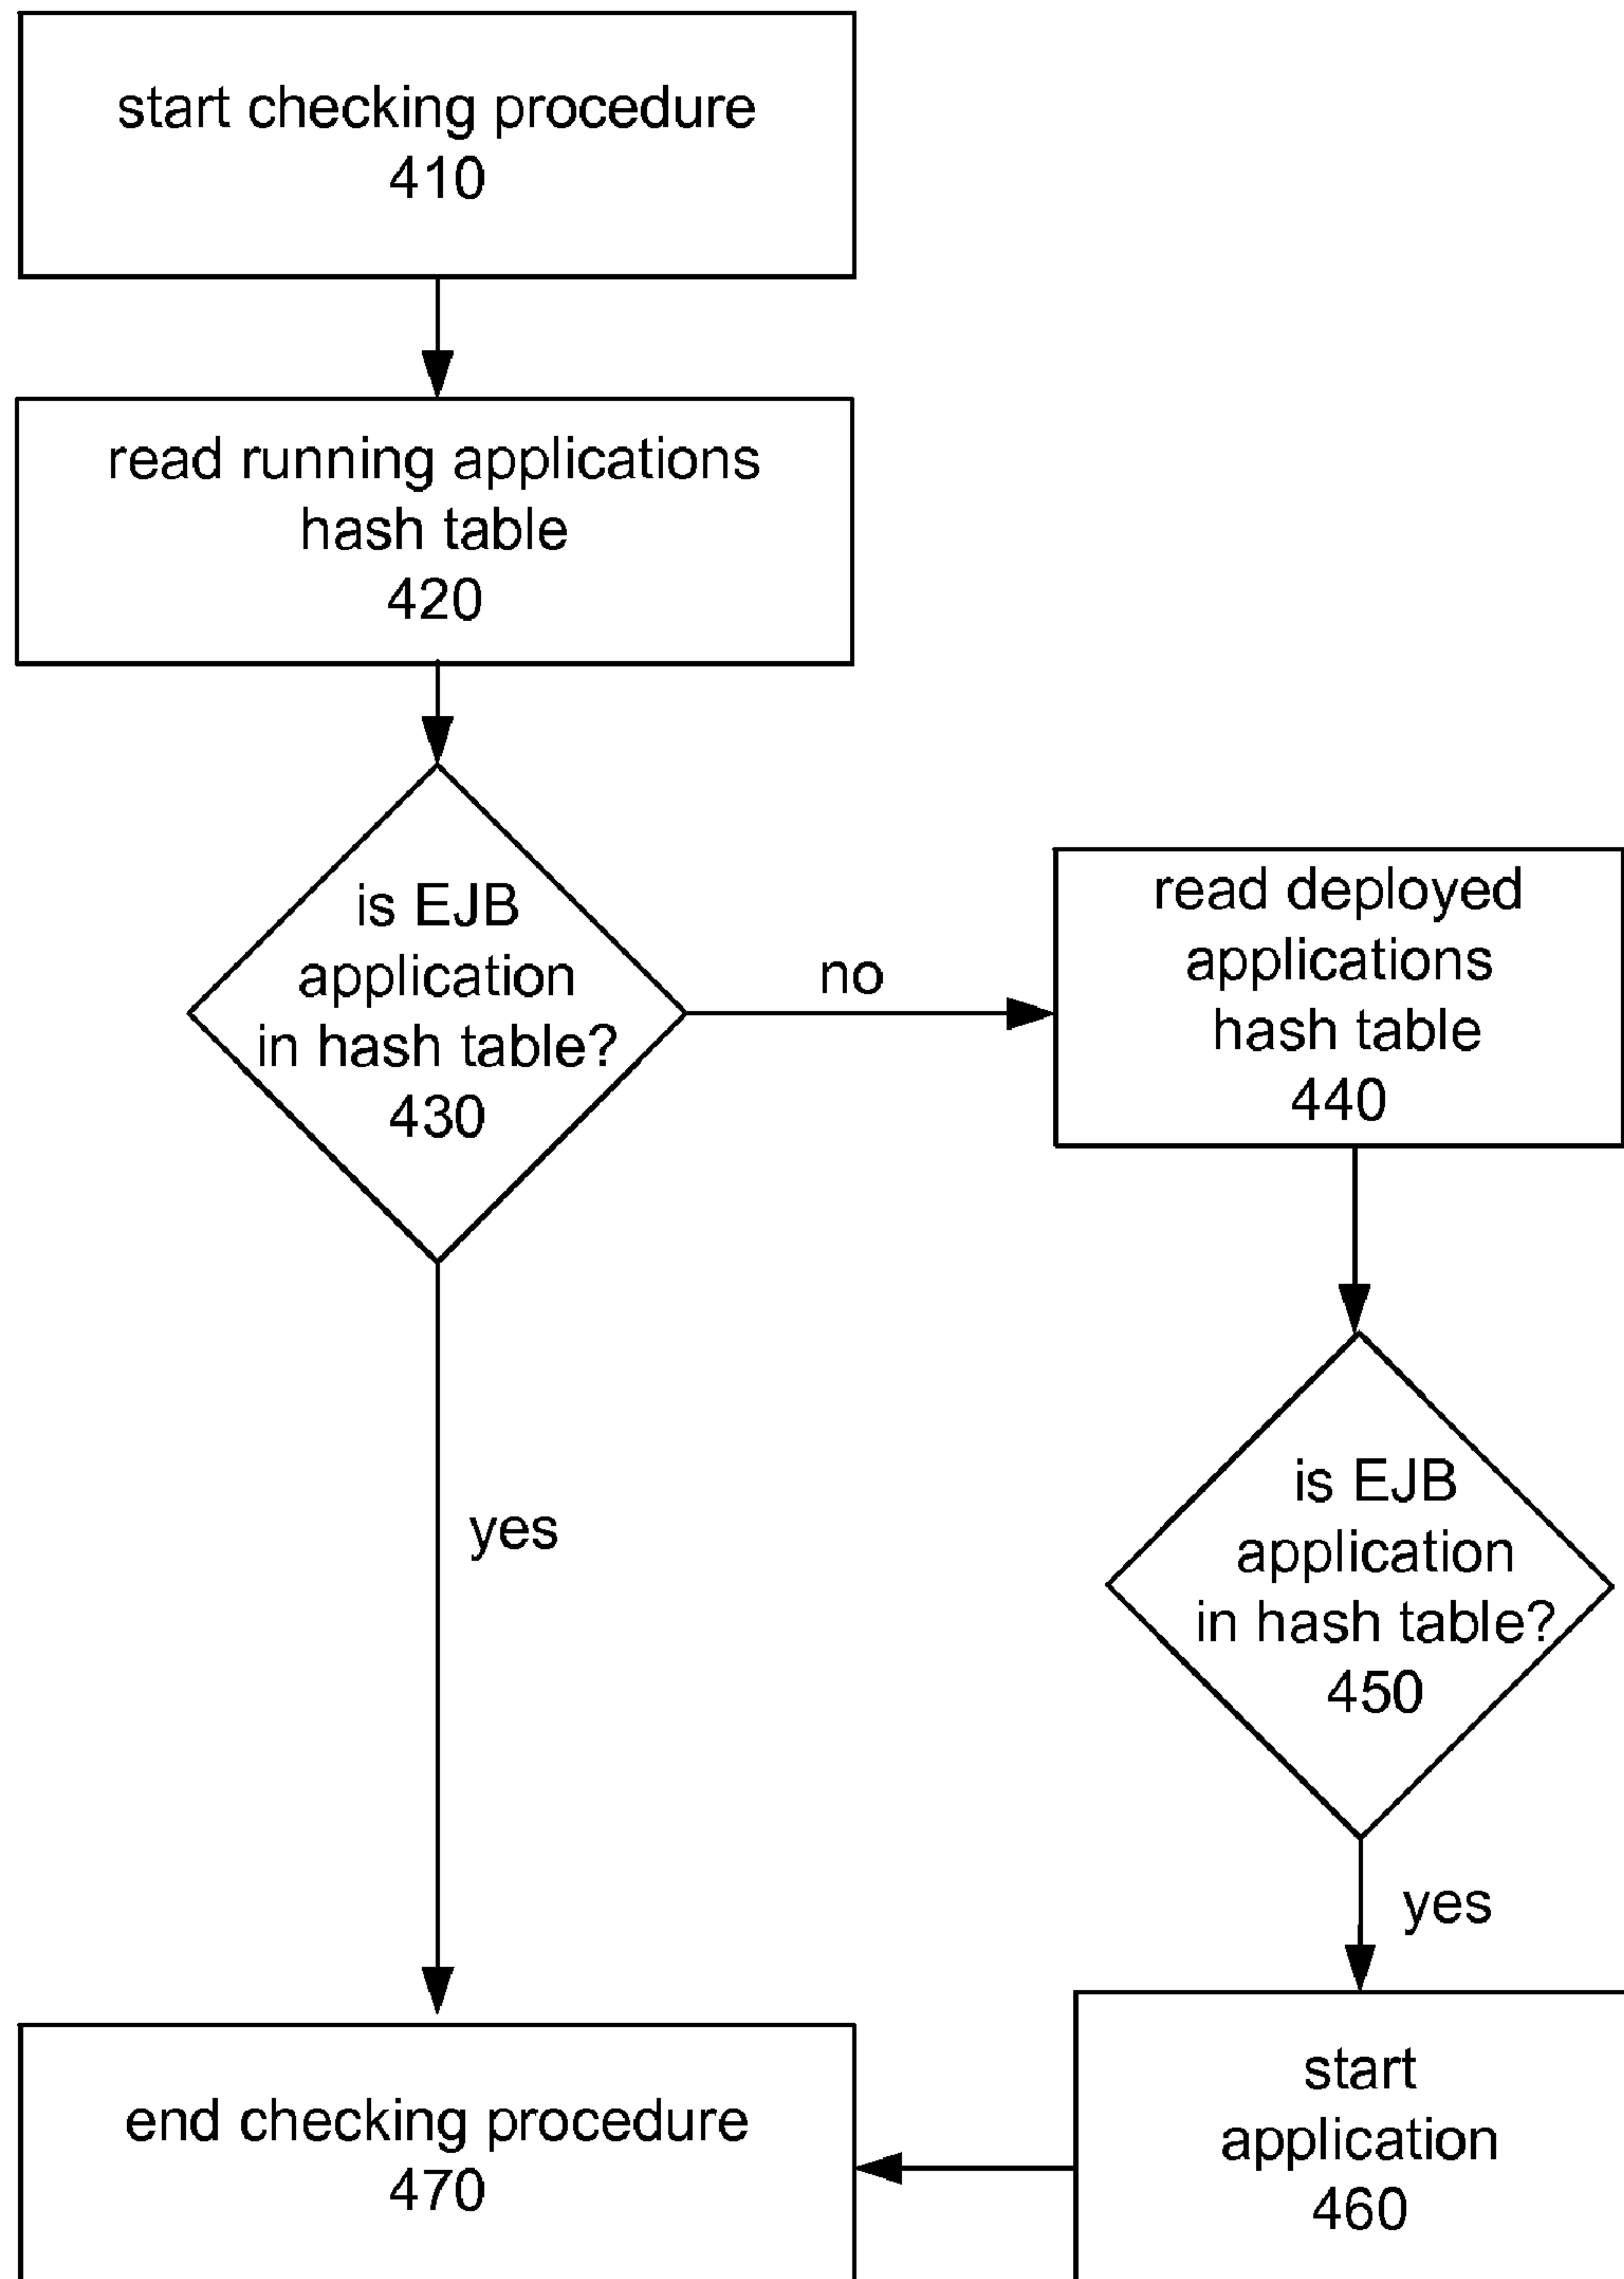 start checking procedure
410
read running applications
hash table
420
is EJB
application
in hash table?
430
no
read deployed
applications
hash table
440
yes
is EJB
application
in hash table?
450
yes
end checking procedure
470
start
application
460